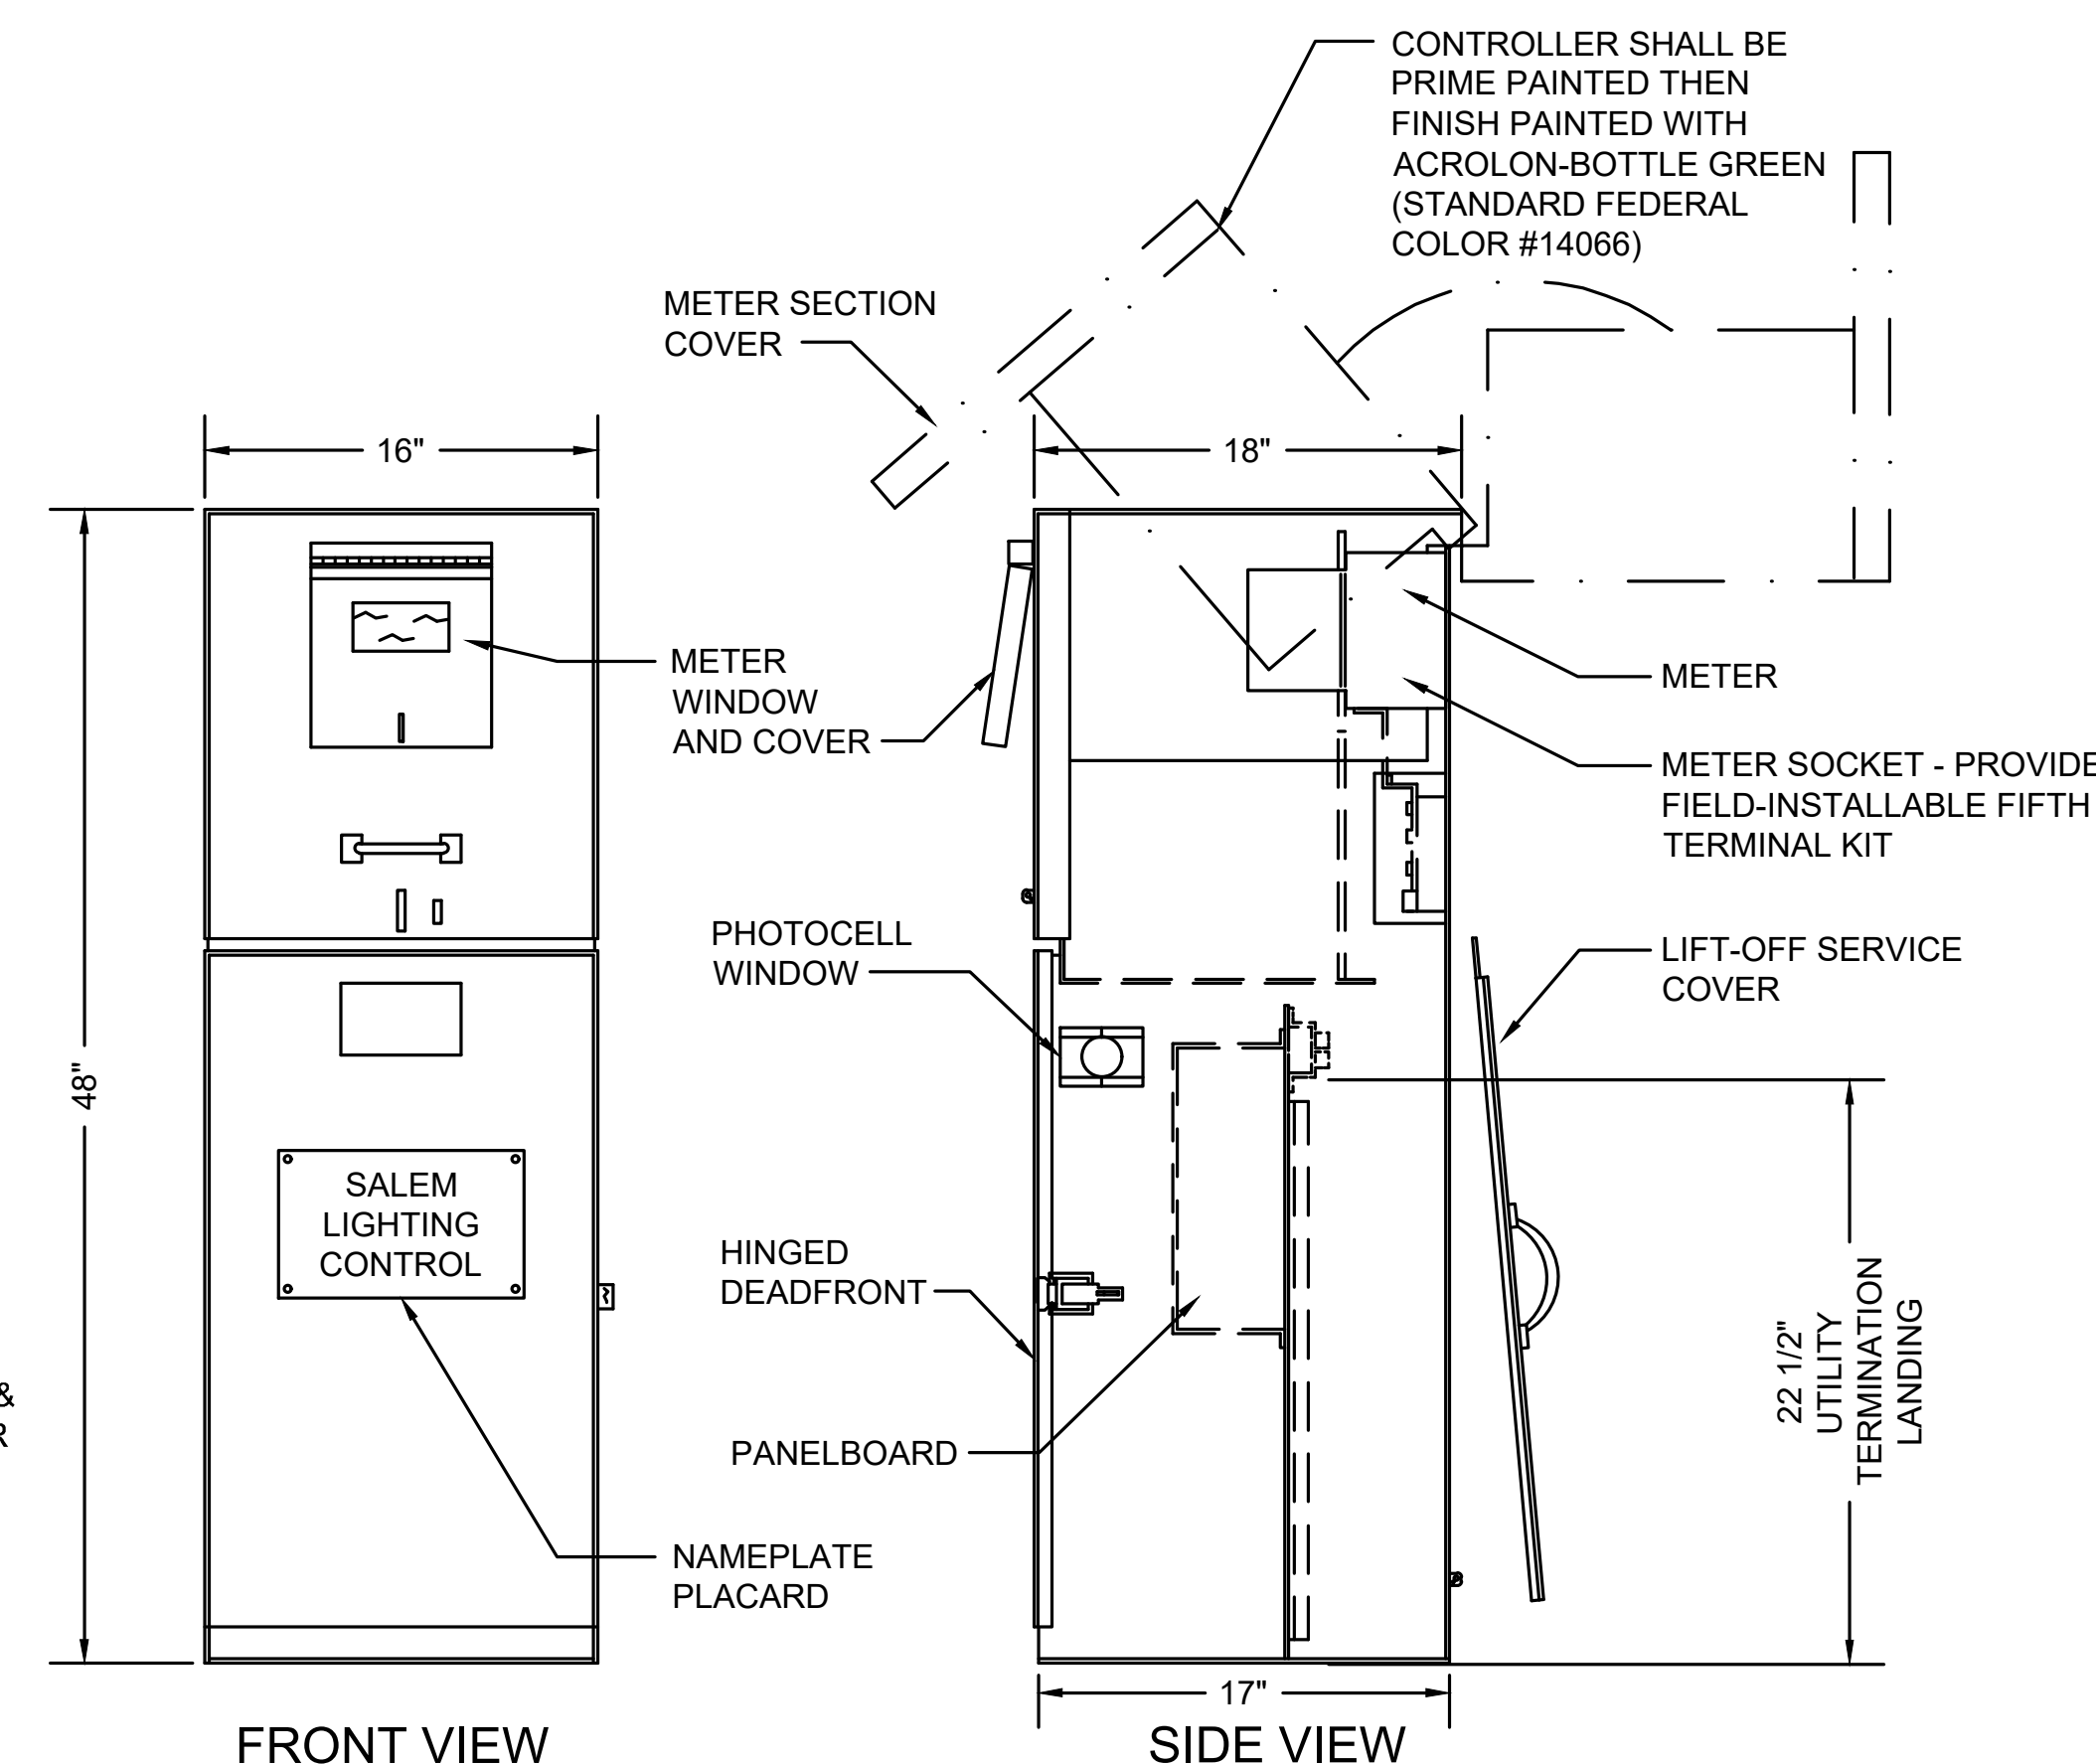 CONTROLLER SHALL BE
PRIME PAINTED THEN
FINISH PAINTED WITH
ACROLON-BOTTLE GREEN
(STANDARD FEDERAL
COLOR #14066)
METER SECTION
COVER
16"
18"
METER
WINDOW
AND COVER
METER
METER SOCKET - PROVIDE
FIELD-INSTALLABLE FIFTH
TERMINAL KIT
PHOTOCELL
WINDOW
LIFT-OFF SERVICE
COVER
48"
SALEM
LIGHTING
CONTROL
HINGED
DEADFRONT
22 1/2"
UTILITY
TERMINATION
LANDING
&
R
PANELBOARD
NAMEPLATE
PLACARD
17"
FRONT VIEW
SIDE VIEW